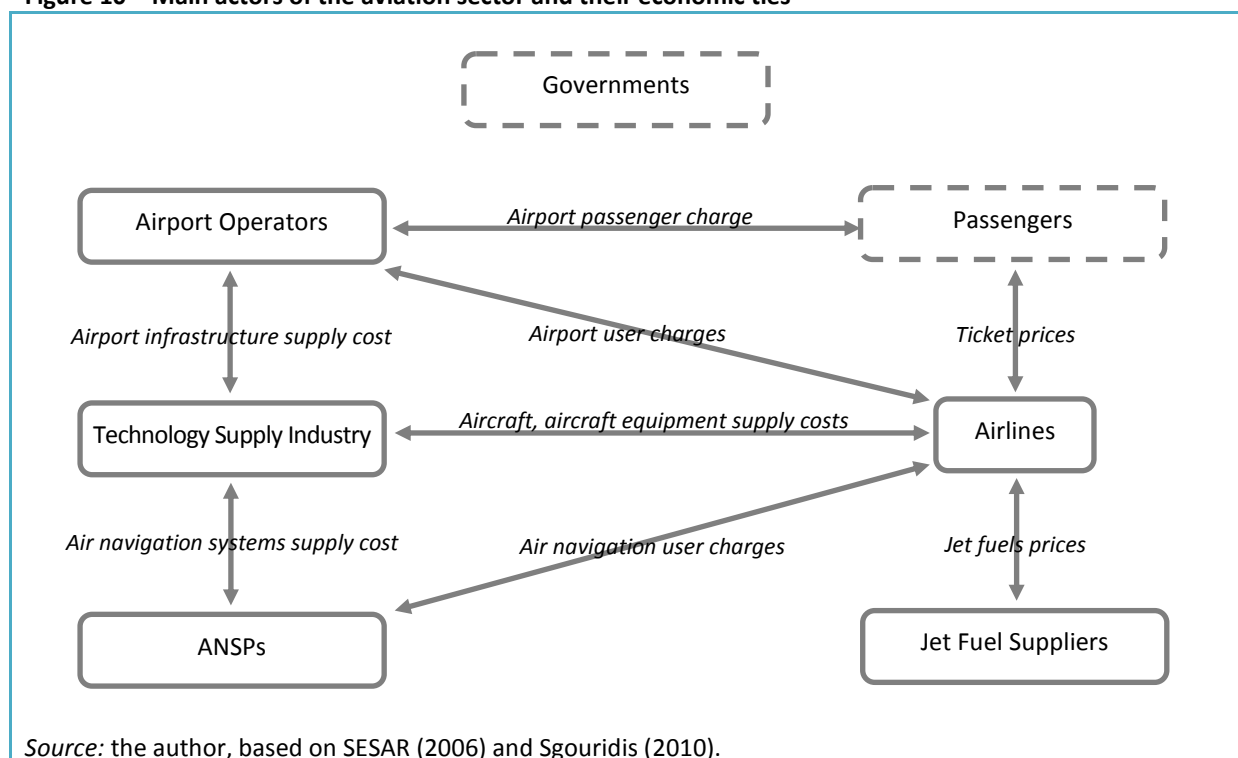 Figure 10 – Main actors of the aviation sector and their economic ties
Governments
Airport Operators
Airport passenger charge
Passengers
Airport infrastructure supply cost
Airport user charges
Ticket prices
Technology Supply Industry
Aircraft, aircraft equipment supply costs
Airlines
Air navigation systems supply cost
Air navigation user charges
Jet fuels prices
ANSPs
Jet Fuel Suppliers
Source: the author, based on SESAR (2006) and Sgouridis (2010).